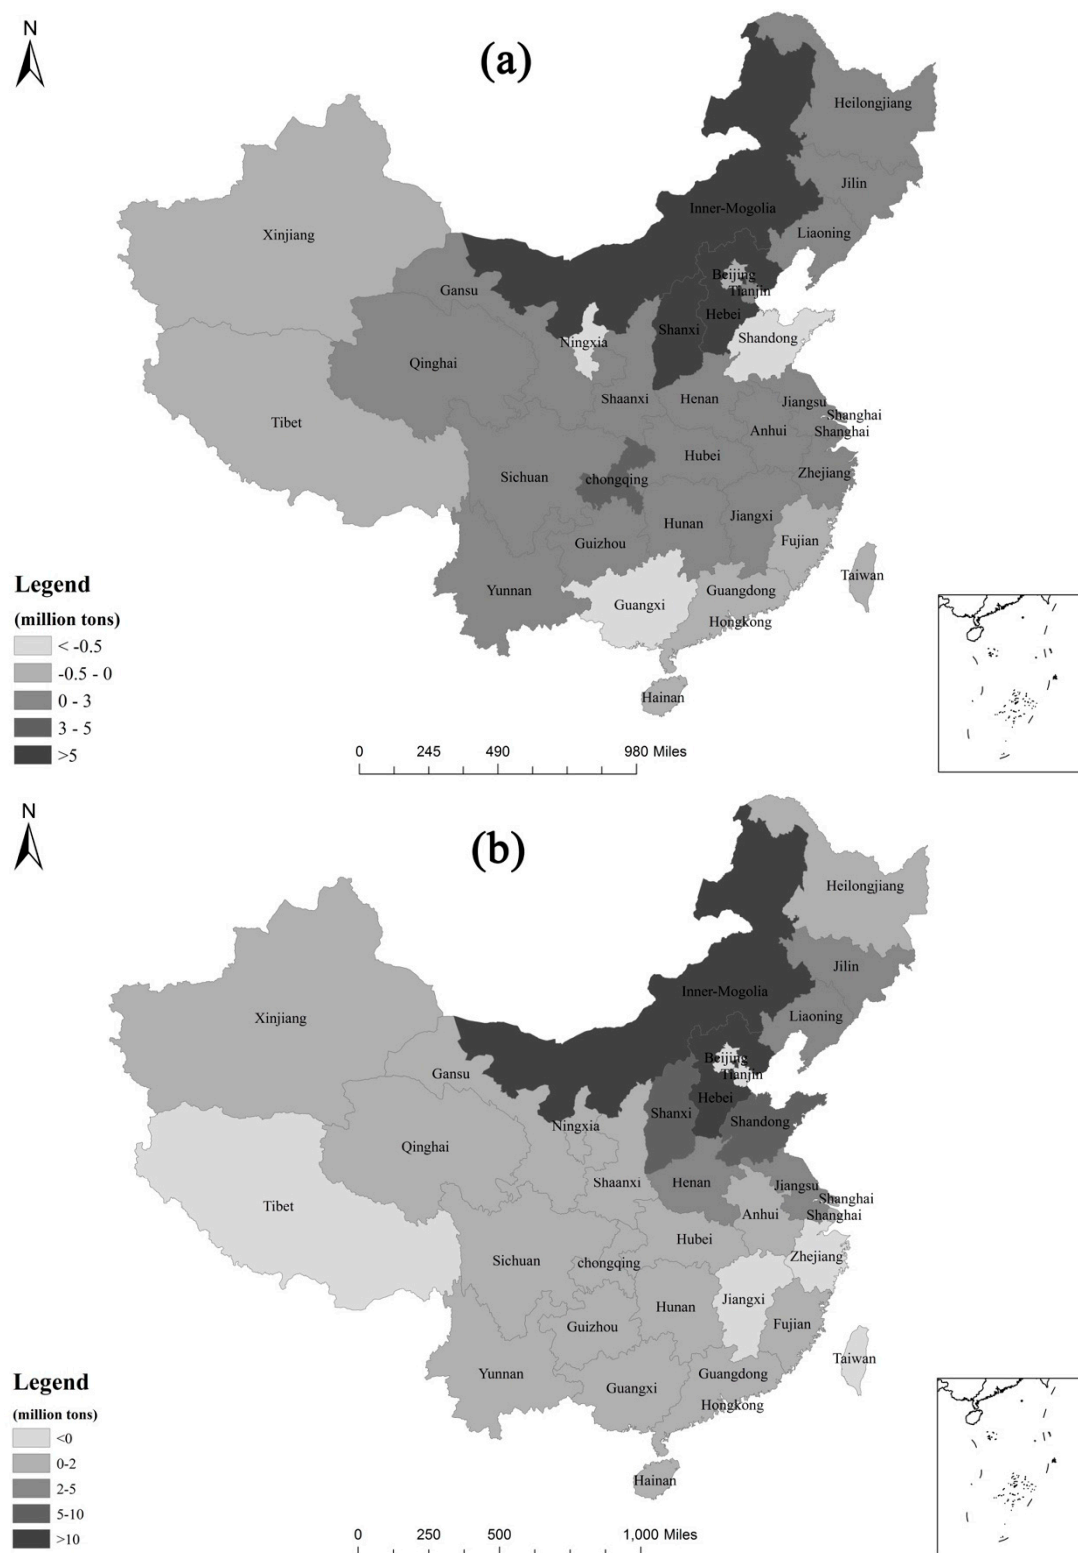 N
(a)
Heilongjiang
Jilin
Inner-Mogolia
Liaoning
Xinjiang
Beijing
Tianjin
Gansu
Hebei
Shanxi
Shandong
Ningxia
Qinghai
Shaanxi
Henan
Jiangsu
Shanghai
Shanghai
Anhui
Tibet
Hubei
Zhejiang
Sichuan
chongqing
Jiangxi
Hunan
Guizhou
Fujian
Taiwan
Yunnan
Guangdong
Guangxi
Hongkong
Hainan
Legend
(million tons)
< -0.5
-0.5 - 0
0 - 3
3 - 5
>5
0 245 490 980 Miles
N
(b)
Heilongjiang
Jilin
Inner-Mogolia
Liaoning
Xinjiang
Beijing
Tianjin
Gansu
Hebei
Shanxi
Shandong
Ningxia
Qinghai
Shaanxi
Henan
Jiangsu
Shanghai
Shanghai
Anhui
Tibet
Hubei
Zhejiang
Sichuan
chongqing
Jiangxi
Hunan
Guizhou
Fujian
Taiwan
Yunnan
Guangdong
Guangxi
Hongkong
Hainan
Legend
(million tons)
<0
0-2
2-5
5-10
>10
0 250 500 1,000 Miles